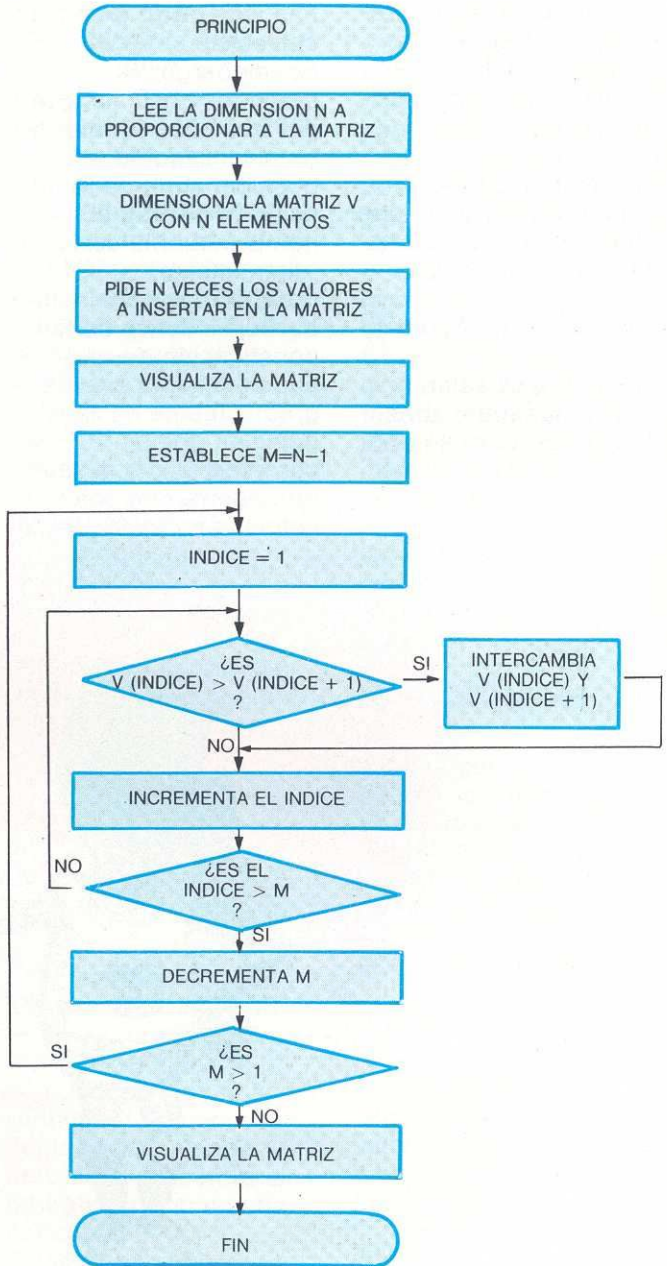 PRINCIPIO
LEE LA DIMENSION N A
PROPORCIONAR A LA MATRIZ
DIMENSIONA LA MATRIZ V
CON N ELEMENTOS
PIDE N VECES LOS VALORES
A INSERTAR EN LA MATRIZ
VISUALIZA LA MATRIZ
ESTABLECE M=N−1
INDICE = 1
¿ES
V (INDICE) > V (INDICE + 1)
?
SI
INTERCAMBIA
V (INDICE) Y
V (INDICE + 1)
NO
INCREMENTA EL INDICE
NO
¿ES EL
INDICE > M
?
SI
DECREMENTA M
SI
¿ES
M > 1
?
NO
VISUALIZA LA MATRIZ
FIN